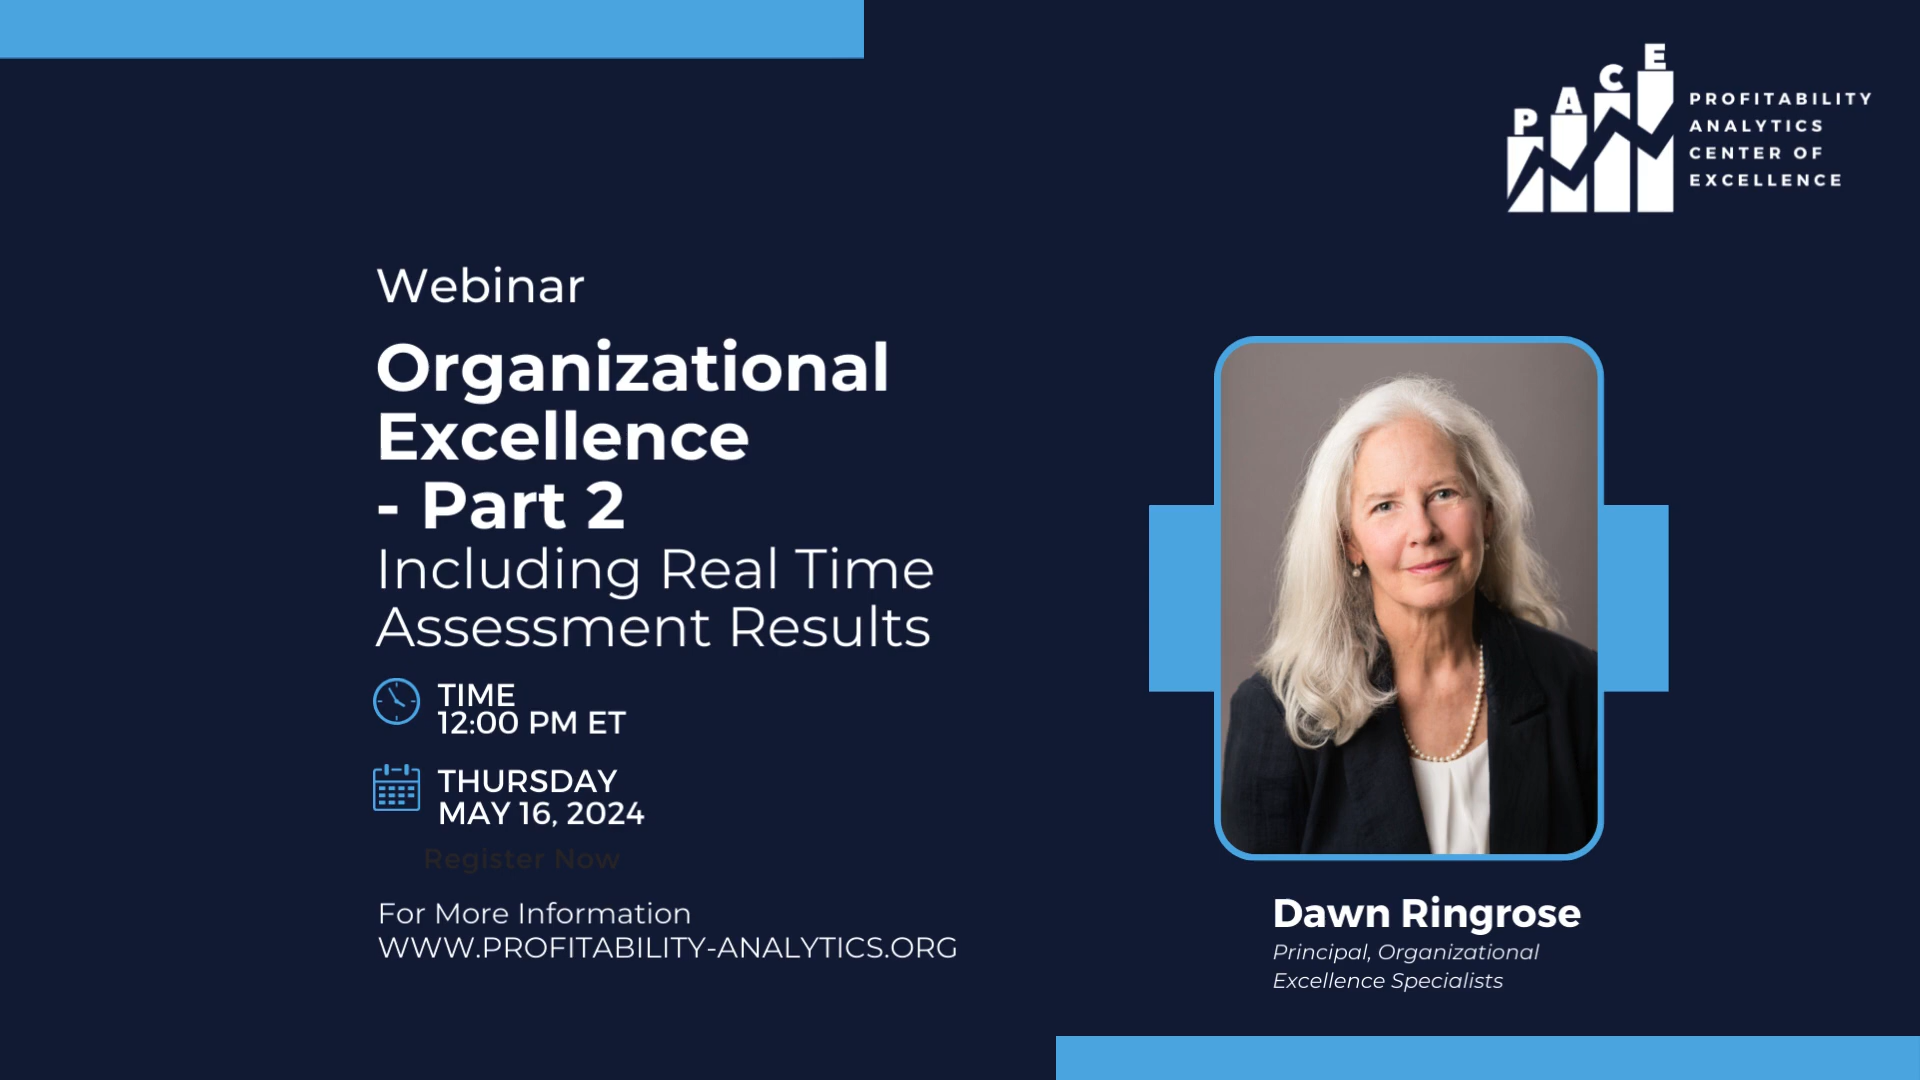 P A C E
PROFITABILITY
ANALYTICS
CENTER OF
EXCELLENCE
Webinar
Organizational
Excellence
- Part 2
Including Real Time
Assessment Results
TIME
12:00 PM ET
THURSDAY
MAY 16, 2024
Register Now
For More Information
WWW.PROFITABILITY-ANALYTICS.ORG
Dawn Ringrose
Principal, Organizational
Excellence Specialists